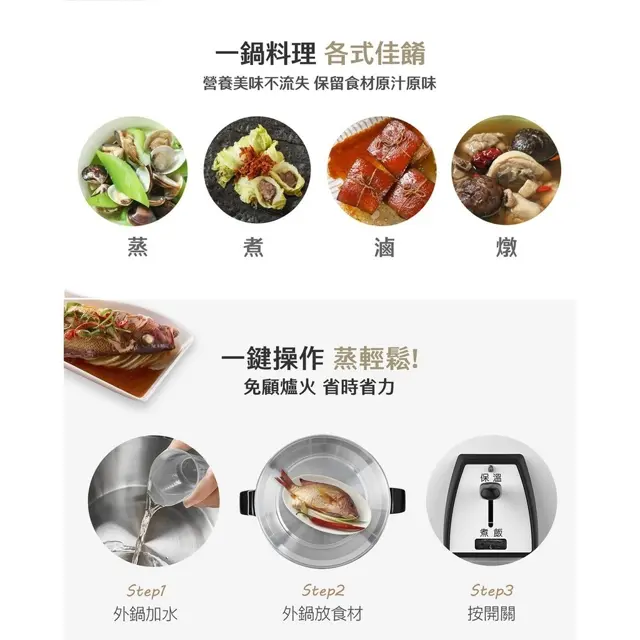 一鍋料理 各式佳餚
營養美味不流失 保留食材原汁原味
蒸
煮
滷
燉
一鍵操作 蒸輕鬆!
免顧爐火 省時省力
保溫
煮飯
Step1
外鍋加水
Step2
外鍋放食材
Step3
按開關